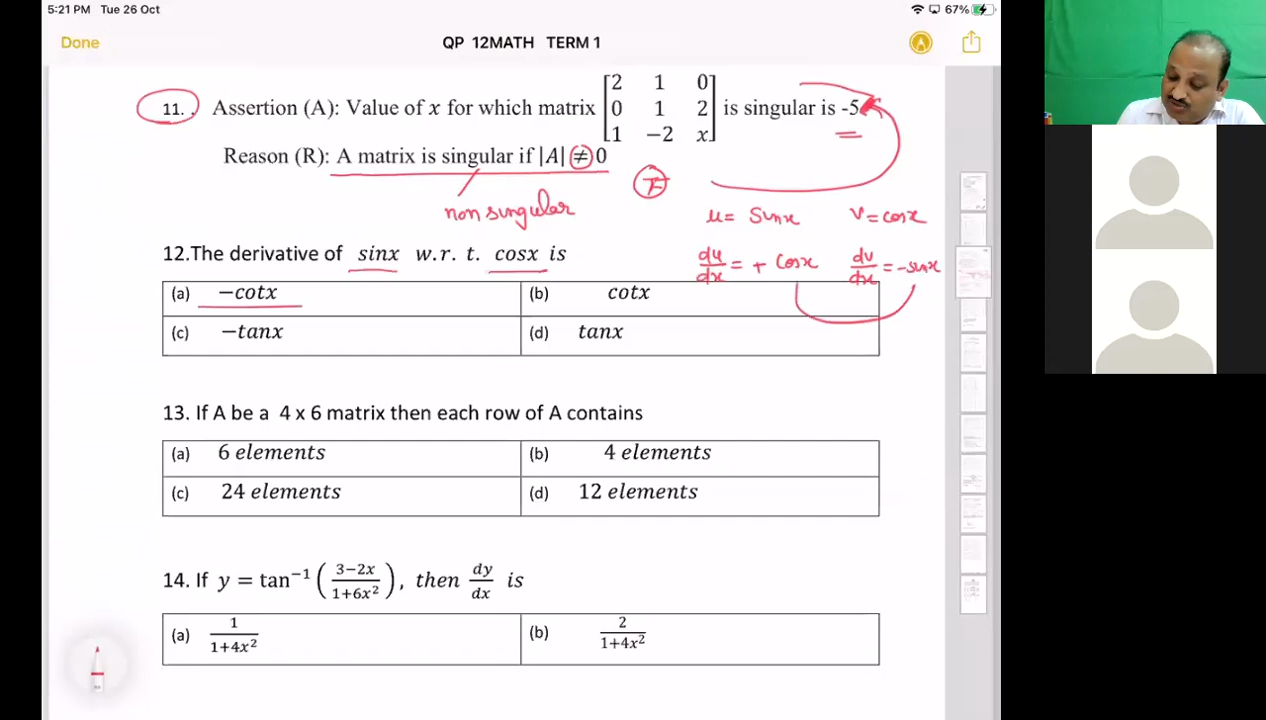 5:21 PM Tue 26 Oct
67%
Done
QP 12MATH TERM 1
11. . Assertion (A): Value of x for which matrix [2 1 0
0 1 2
1 −2 x] is singular is -5
Reason (R): A matrix is singular if |A| ≠ 0
F
non singular
u = sinx v = cosx
du/dx = + cosx dv/dx = -sinx
12.The derivative of sinx w.r. t. cosx is
(a) −cotx (b) cotx
(c) −tanx (d) tanx
13. If A be a 4 x 6 matrix then each row of A contains
(a) 6 elements (b) 4 elements
(c) 24 elements (d) 12 elements
14. If y = tan⁻¹ (3−2x/1+6x²), then dy/dx is
(a) 1/1+4x² (b) 2/1+4x²